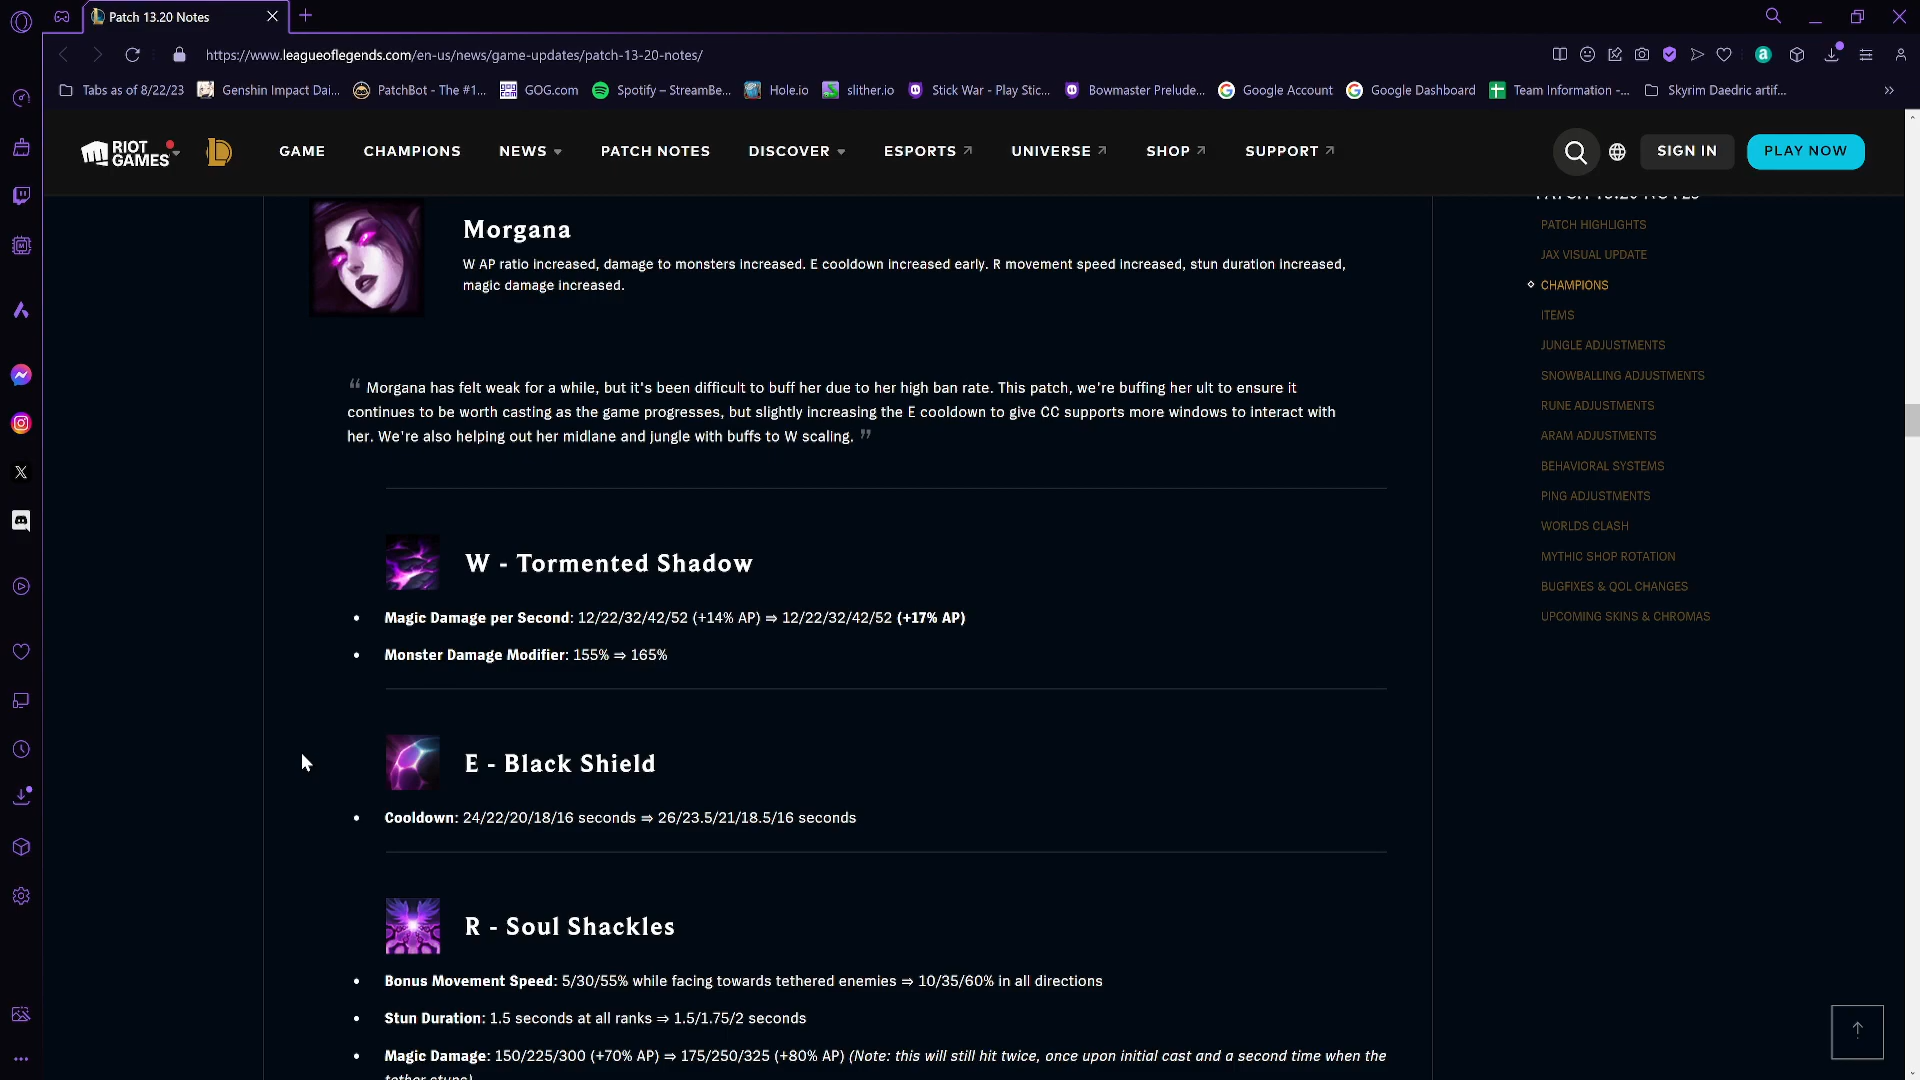 Patch 13.20 Notes
https://www.leagueoflegends.com/en-us/news/game-updates/patch-13-20-notes/
Tabs as of 8/22/23
Genshin Impact Dai...
PatchBot - The #1...
GOG.com
Spotify – StreamBe...
Hole.io
slither.io
Stick War - Play Stic...
Bowmaster Prelude...
Google Account
Google Dashboard
Team Information -...
Skyrim Daedric artif...
RIOT GAMES
GAME
CHAMPIONS
NEWS
PATCH NOTES
DISCOVER
ESPORTS
UNIVERSE
SHOP
SUPPORT
SIGN IN
PLAY NOW
Morgana
W AP ratio increased, damage to monsters increased. E cooldown increased early. R movement speed increased, stun duration increased,
magic damage increased.
“ Morgana has felt weak for a while, but it's been difficult to buff her due to her high ban rate. This patch, we're buffing her ult to ensure it
continues to be worth casting as the game progresses, but slightly increasing the E cooldown to give CC supports more windows to interact with
her. We're also helping out her midlane and jungle with buffs to W scaling. ”
W - Tormented Shadow
• Magic Damage per Second: 12/22/32/42/52 (+14% AP) ⇒ 12/22/32/42/52 (+17% AP)
• Monster Damage Modifier: 155% ⇒ 165%
E - Black Shield
• Cooldown: 24/22/20/18/16 seconds ⇒ 26/23.5/21/18.5/16 seconds
R - Soul Shackles
• Bonus Movement Speed: 5/30/55% while facing towards tethered enemies ⇒ 10/35/60% in all directions
• Stun Duration: 1.5 seconds at all ranks ⇒ 1.5/1.75/2 seconds
• Magic Damage: 150/225/300 (+70% AP) ⇒ 175/250/325 (+80% AP) (Note: this will still hit twice, once upon initial cast and a second time when the
tether stuns)
PATCH 13.20 NOTES
PATCH HIGHLIGHTS
JAX VISUAL UPDATE
CHAMPIONS
ITEMS
JUNGLE ADJUSTMENTS
SNOWBALLING ADJUSTMENTS
RUNE ADJUSTMENTS
ARAM ADJUSTMENTS
BEHAVIORAL SYSTEMS
PING ADJUSTMENTS
WORLDS CLASH
MYTHIC SHOP ROTATION
BUGFIXES & QOL CHANGES
UPCOMING SKINS & CHROMAS